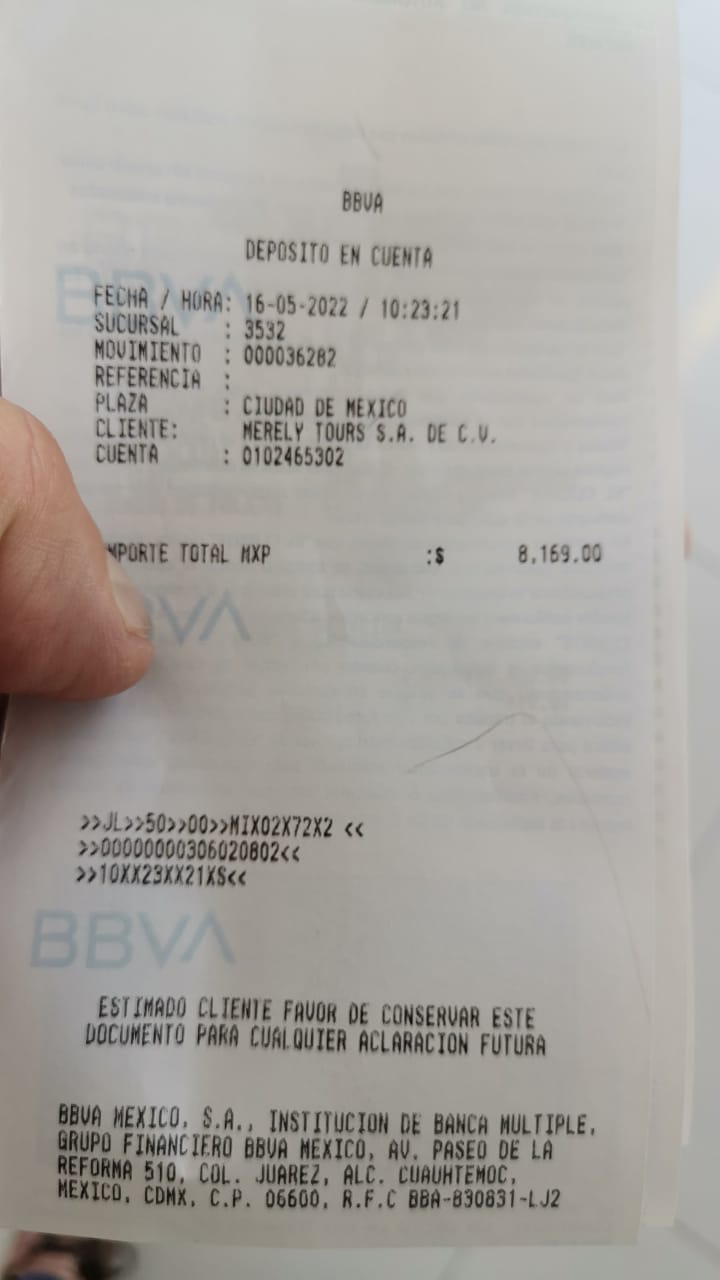 BBVA
DEPOSITO EN CUENTA
FECHA / HORA: 16-05-2022 / 10:23:21
SUCURSAL : 3532
MOVIMIENTO : 000036282
REFERENCIA :
PLAZA : CIUDAD DE MEXICO
CLIENTE: MERELY TOURS S.A. DE C.V.
CUENTA : 0102465302
MPORTE TOTAL MXP :$ 8,169.00
>>JL>>50>>00>>MIX02X72X2 <<
>>00000000306020802<<
>>10XX23XX21XS<<
BBVA
ESTIMADO CLIENTE FAVOR DE CONSERVAR ESTE
DOCUMENTO PARA CUALQUIER ACLARACION FUTURA
BBVA MEXICO, S.A., INSTITUCION DE BANCA MULTIPLE,
GRUPO FINANCIERO BBVA MEXICO, AV. PASEO DE LA
REFORMA 510, COL. JUAREZ, ALC. CUAUHTEMOC,
MEXICO, CDMX, C.P. 06600, R.F.C BBA-830831-LJ2